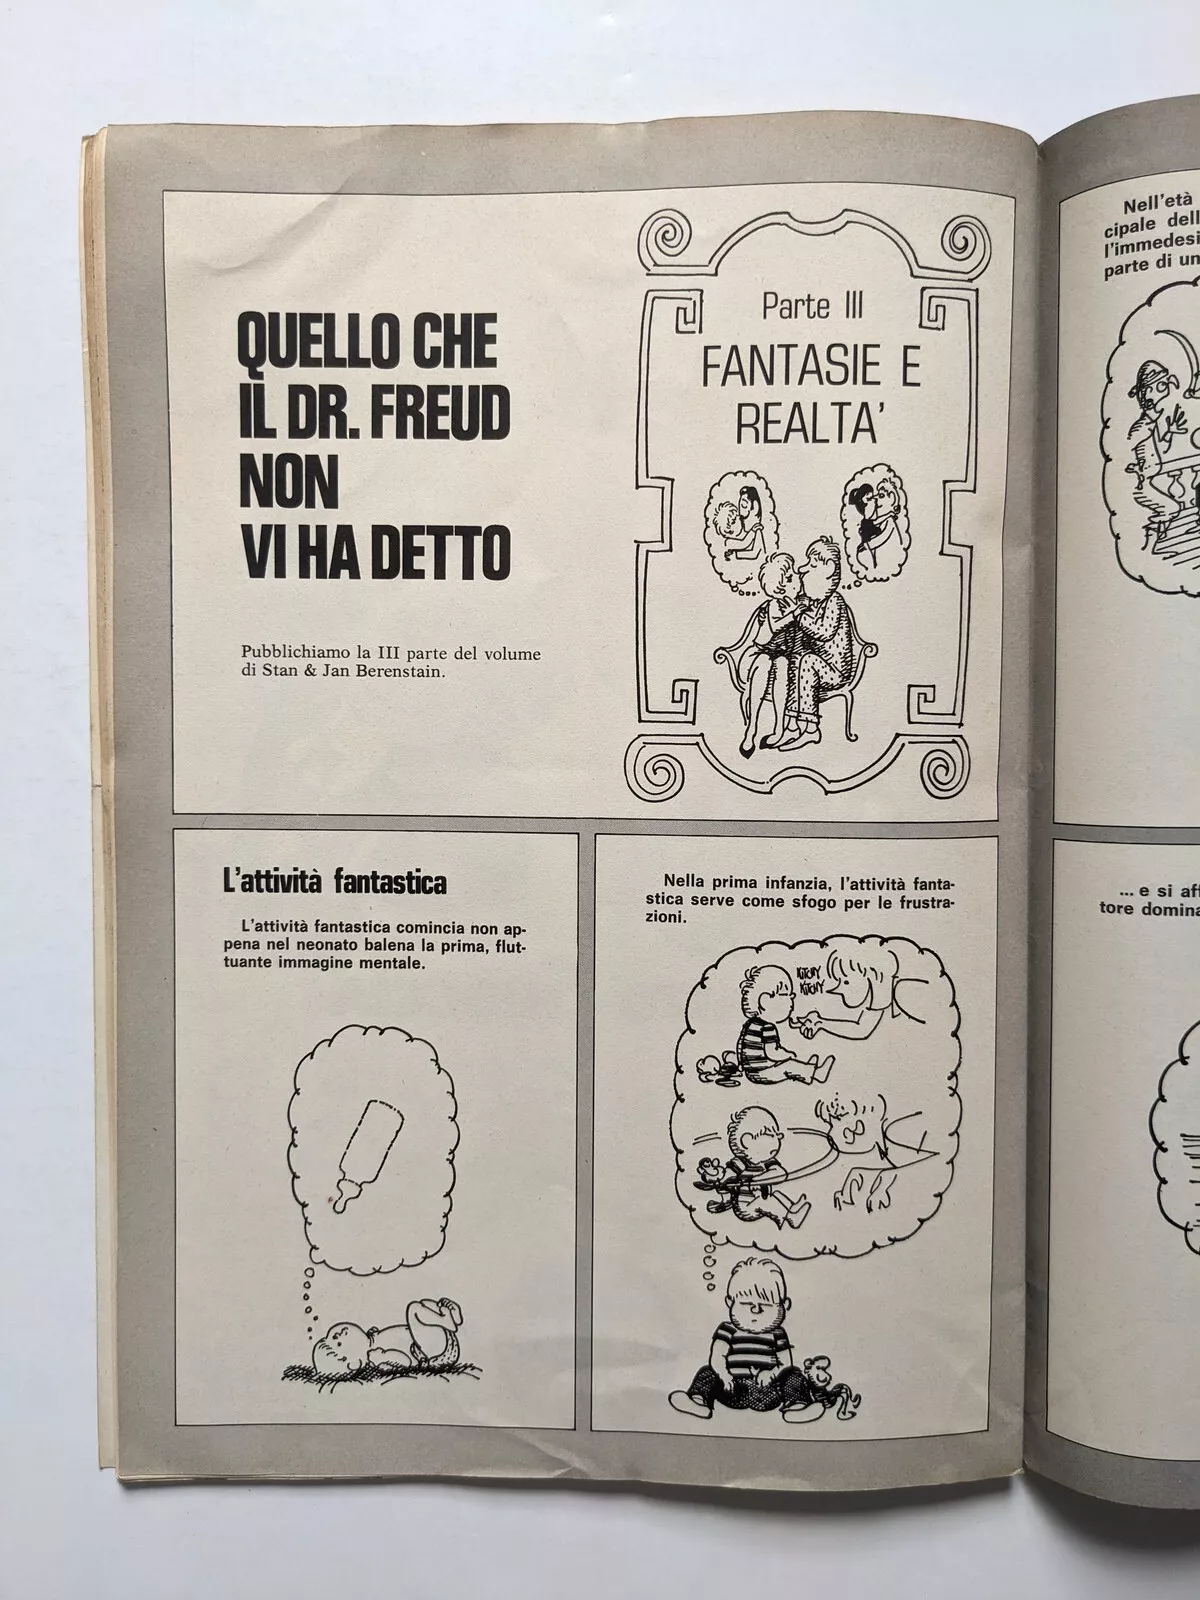 QUELLO CHE
IL DR. FREUD
NON
VI HA DETTO
Pubblichiamo la III parte del volume
di Stan & Jan Berenstain.
Parte III
FANTASIE E
REALTA'
L'attività fantastica
L'attività fantastica comincia non ap-
pena nel neonato balena la prima, flut-
tuante immagine mentale.
Nella prima infanzia, l'attività fanta-
stica serve come sfogo per le frustra-
zioni.
KITCHY
KITCHY
Nell'età
cipale dell
l'immedesi
parte di un
... e si aff
tore domina